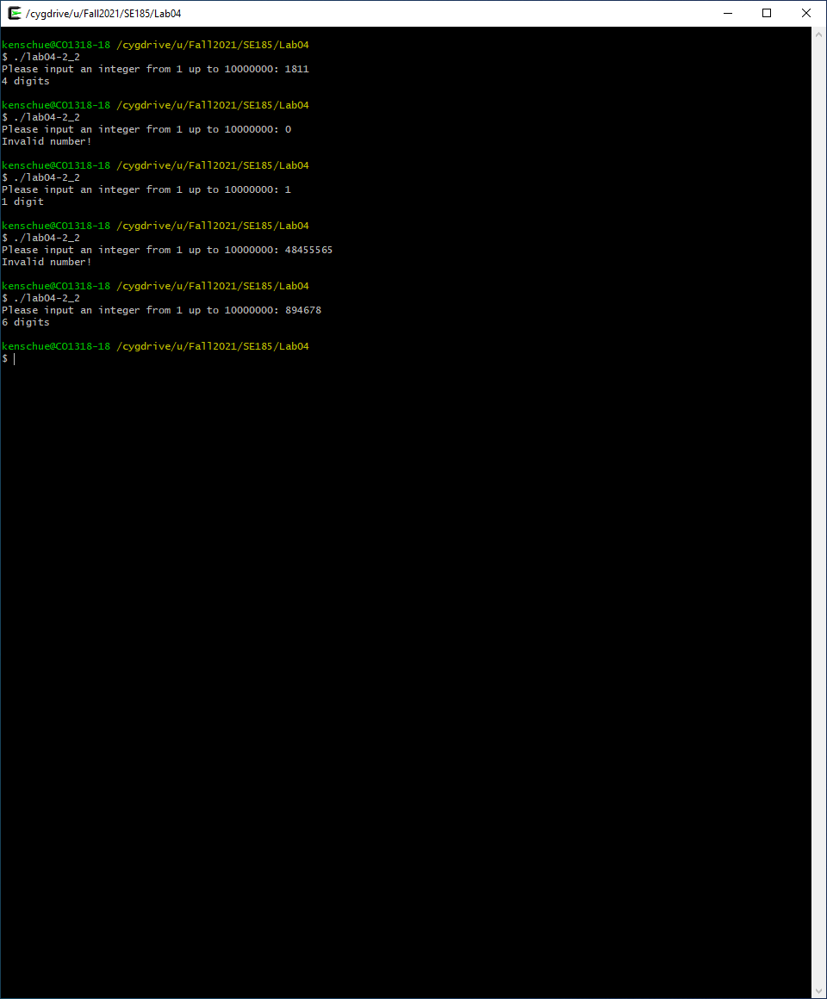 /cygdrive/u/Fall2021/SE185/Lab04
kenschue@CO1318-18 /cygdrive/u/Fall2021/SE185/Lab04
$ ./lab04-2_2
Please input an integer from 1 up to 10000000: 1811
4 digits
kenschue@CO1318-18 /cygdrive/u/Fall2021/SE185/Lab04
$ ./lab04-2_2
Please input an integer from 1 up to 10000000: 0
Invalid number!
kenschue@CO1318-18 /cygdrive/u/Fall2021/SE185/Lab04
$ ./lab04-2_2
Please input an integer from 1 up to 10000000: 1
1 digit
kenschue@CO1318-18 /cygdrive/u/Fall2021/SE185/Lab04
$ ./lab04-2_2
Please input an integer from 1 up to 10000000: 48455565
Invalid number!
kenschue@CO1318-18 /cygdrive/u/Fall2021/SE185/Lab04
$ ./lab04-2_2
Please input an integer from 1 up to 10000000: 894678
6 digits
kenschue@CO1318-18 /cygdrive/u/Fall2021/SE185/Lab04
$